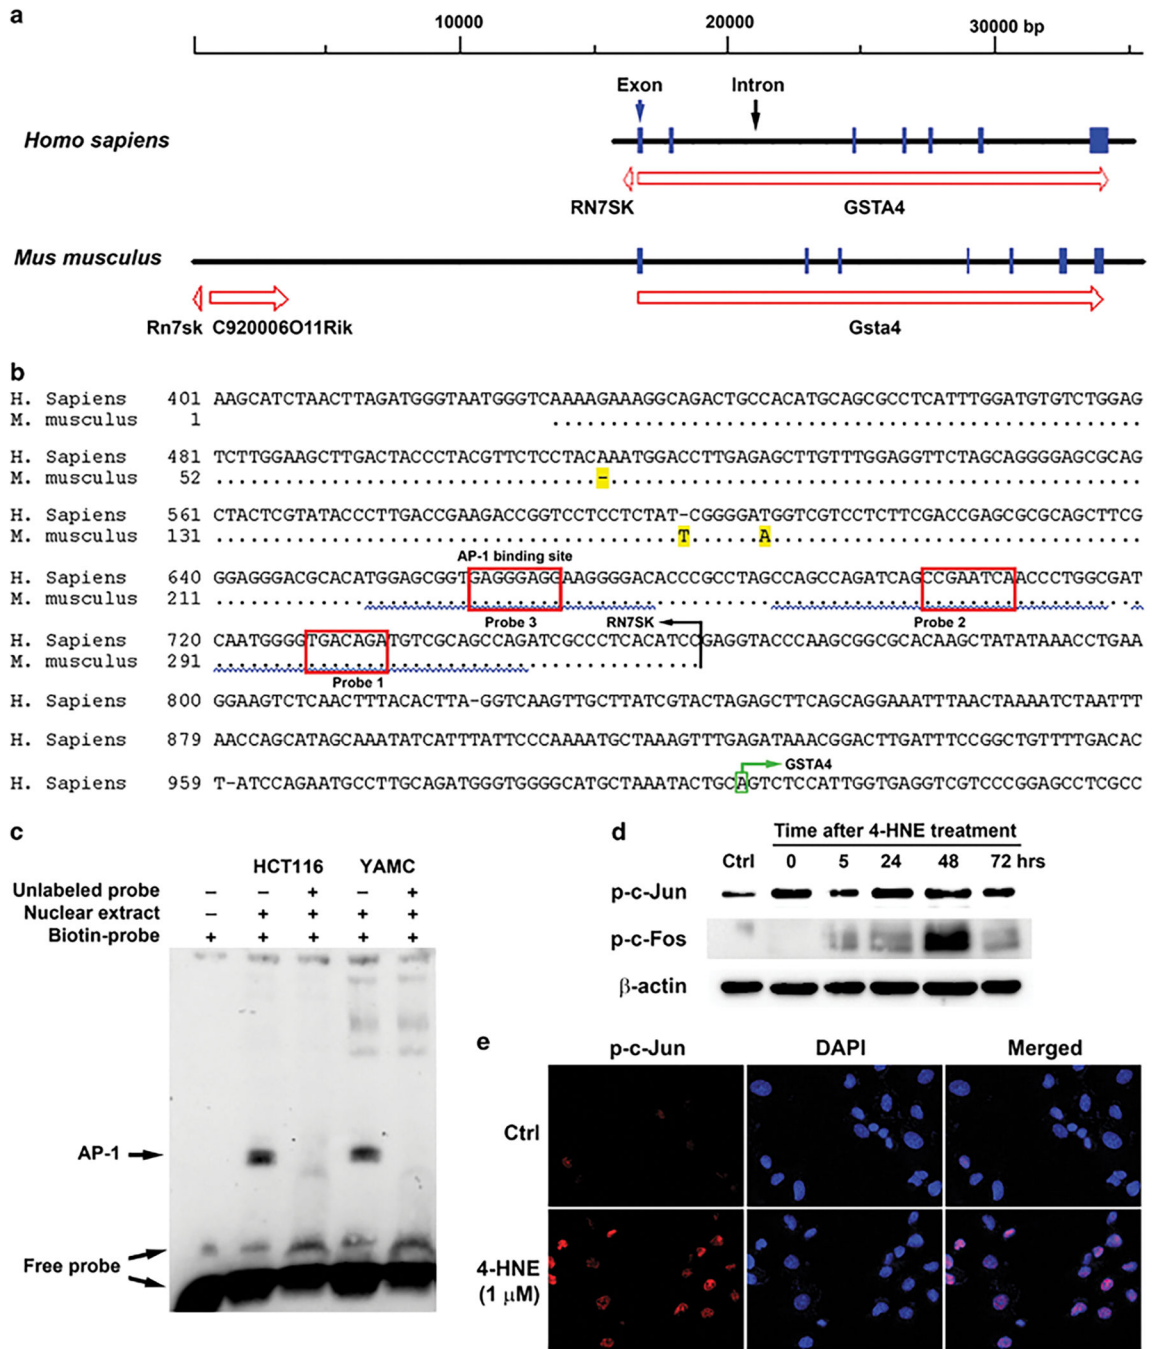 a
10000 20000 30000 bp
Exon Intron
Homo sapiens
RN7SK GSTA4
Mus musculus
Rn7sk C920006O11Rik Gsta4
b
H. Sapiens 401 AAGCATCTAACTTAGATGGGTAATGGGTCAAAAGAAAGGCAGACTGCCACATGCAGCGCCTCATTTGGATGTGTCTGGAG
M. musculus 1 ....................................................
H. Sapiens 481 TCTTGGAAGCTTGACTACCCTACGTTCTCCTACAAATGGACCTTGAGAGCTTGTTTGGAGGTTCTAGCAGGGGAGCGCAG
M. musculus 52 .................................-..............................................
H. Sapiens 561 CTACTCGTATACCCTTGACCGAAGACCGGTCCTCCTCTAT-CGGGGATGGTCGTCCTCTTCGACCGAGCGCGCAGCTTCG
M. musculus 131 ........................................T......A................................
AP-1 binding site
H. Sapiens 640 GGAGGGACGCACATGGAGCGGTGAGGGAGGAAGGGGACACCCGCCTAGCCAGCCAGATCAGCCCGAATCAACCCTGGCGAT
M. musculus 211 ................................................................................
Probe 3 RN7SK Probe 2
H. Sapiens 720 CAATGGGGTGACAGATGTCGCAGCCAGATCGCCCTCACATCCGAGGTACCCAAGCGGCGCACAAGCTATATAAACCTGAA
M. musculus 291 ..........................................
Probe 1
H. Sapiens 800 GGAAGTCTCAACTTTACACTTA-GGTCAAGTTGCTTATCGTACTAGAGCTTCAGCAGGAAATTTAACTAAAATCTAATTT
H. Sapiens 879 AACCAGCATAGCAAATATCATTTATTCCCAAAATGCTAAAGTTTGAGATAAACGGACTTGATTTCCGGCTGTTTTGACAC
GSTA4
H. Sapiens 959 T-ATCCAGAATGCCTTGCAGATGGGTGGGGCATGCTAAATACTGCAGTCTCCATTGGTGAGGTCGTCCCGGAGCCTCGCC
c
HCT116 YAMC
Unlabeled probe – – + – +
Nuclear extract – + + + +
Biotin-probe + + + + +
AP-1
Free probe
d
Time after 4-HNE treatment
Ctrl 0 5 24 48 72 hrs
p-c-Jun
p-c-Fos
β-actin
e
p-c-Jun DAPI Merged
Ctrl
4-HNE
(1 µM)